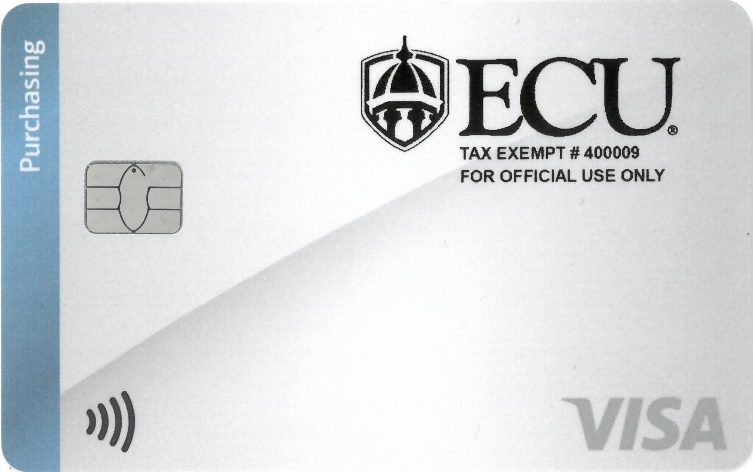 Purchasing
ECU®
TAX EXEMPT # 400009
FOR OFFICIAL USE ONLY
VISA